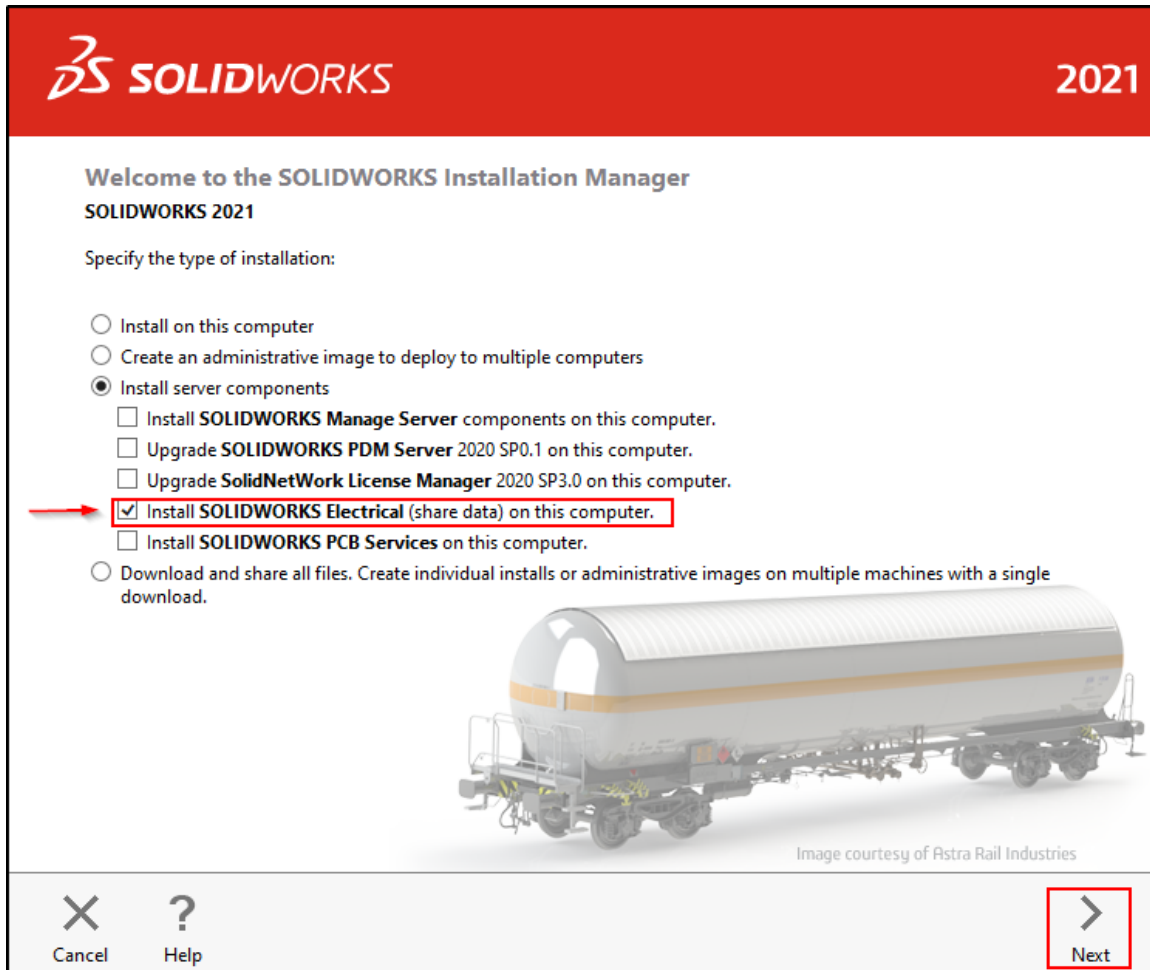 3S SOLIDWORKS
2021
Welcome to the SOLIDWORKS Installation Manager
SOLIDWORKS 2021
Specify the type of installation:
Install on this computer
Create an administrative image to deploy to multiple computers
Install server components
Install SOLIDWORKS Manage Server components on this computer.
Upgrade SOLIDWORKS PDM Server 2020 SP0.1 on this computer.
Upgrade SolidNetWork License Manager 2020 SP3.0 on this computer.
Install SOLIDWORKS Electrical (share data) on this computer.
Install SOLIDWORKS PCB Services on this computer.
Download and share all files. Create individual installs or administrative images on multiple machines with a single
download.
Image courtesy of Astra Rail Industries
? 
Cancel
Help
Next